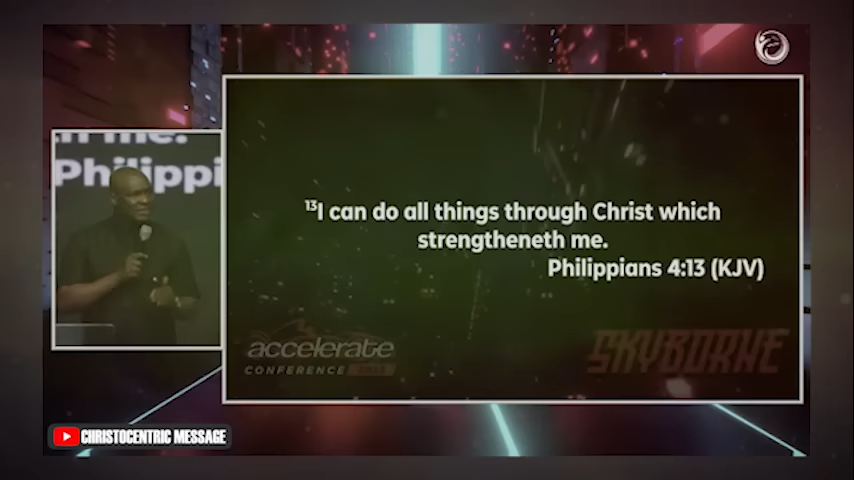 Philippi
¹³I can do all things through Christ which
strengtheneth me.
Philippians 4:13 (KJV)
accelerate
CONFERENCE
SKYBORNE
CHRISTOCENTRIC MESSAGE